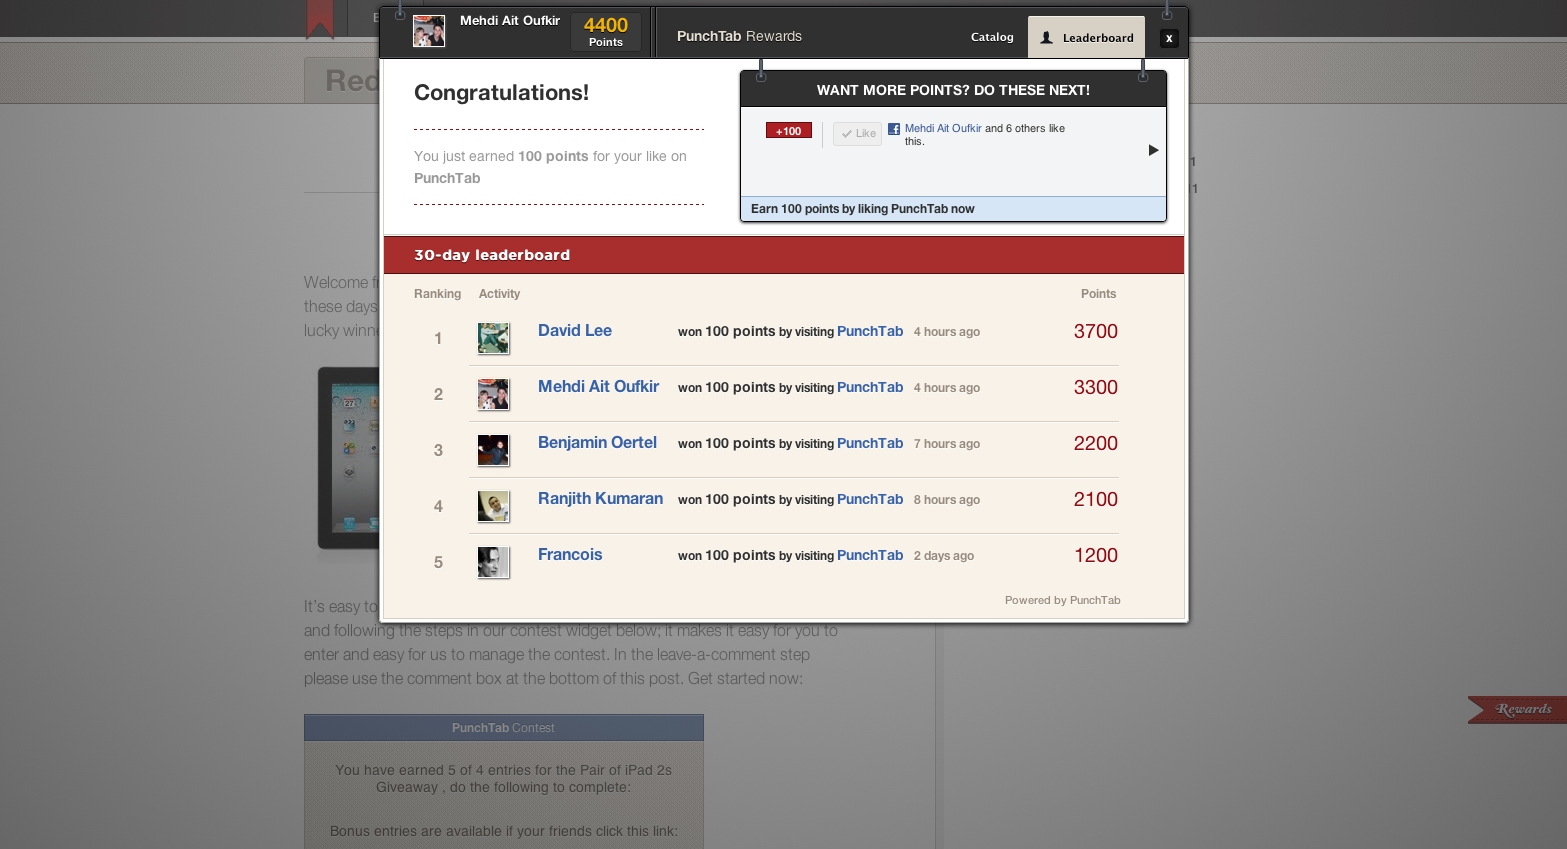 Mehdi Ait Oufkir
4400
Points
PunchTab Rewards
Catalog
Leaderboard
x
Red
Congratulations!
You just earned 100 points for your like on
PunchTab
WANT MORE POINTS? DO THESE NEXT!
+100
Like
Mehdi Ait Oufkir and 6 others like
this.
Earn 100 points by liking PunchTab now
30-day leaderboard
Ranking Activity Points
1 David Lee won 100 points by visiting PunchTab 4 hours ago 3700
2 Mehdi Ait Oufkir won 100 points by visiting PunchTab 4 hours ago 3300
3 Benjamin Oertel won 100 points by visiting PunchTab 7 hours ago 2200
4 Ranjith Kumaran won 100 points by visiting PunchTab 8 hours ago 2100
5 Francois won 100 points by visiting PunchTab 2 days ago 1200
Powered by PunchTab
Welcome
these days
lucky
It's easy to
and following the steps in our contest widget below; it makes it easy for you to
enter and easy for us to manage the contest. In the leave-a-comment step
please use the comment box at the bottom of this post. Get started now:
Rewards
PunchTab Contest
You have earned 5 of 4 entries for the Pair of iPad 2s
Giveaway , do the following to complete:
Bonus entries are available if your friends click this link: